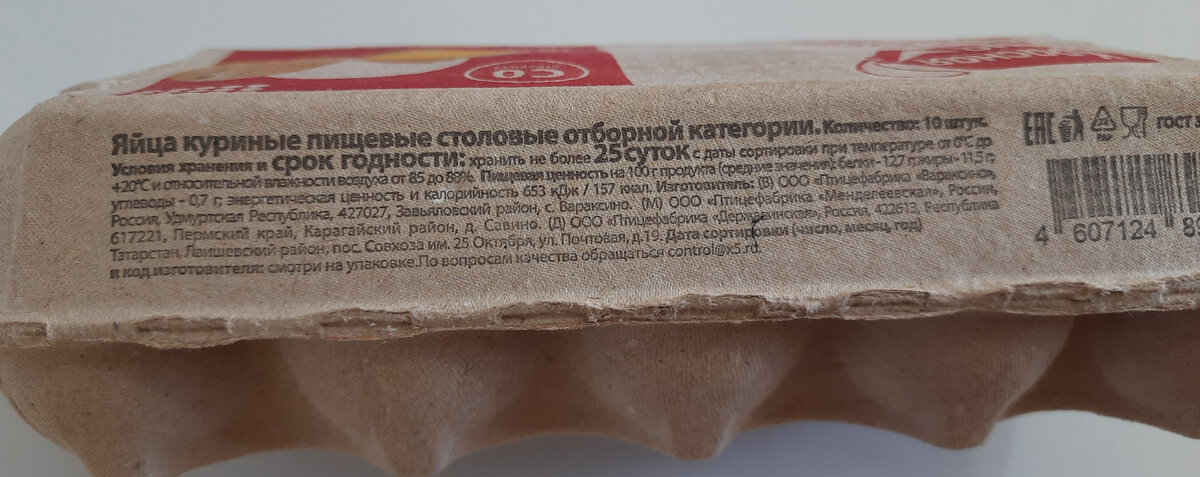 СО
Яйца куриные пищевые столовые отборной категории. Количество: 10 штук.
Условия хранения и срок годности: хранить не более 25 суток с даты сортировки при температуре от 0°С до
+20°С и относительной влажности воздуха от 85 до 88%. Пищевая ценность на 100 г продукта (средние значения): белки - 12,7 г; жиры - 11,5 г;
углеводы - 0,7 г; энергетическая ценность и калорийность 653 кДж / 157 ккал. Изготовитель: (В) ООО «Птицефабрика «Вараксино»,
Россия, Удмуртская Республика, 427027, Завьяловский район, с. Вараксино. (М) ООО «Птицефабрика «Менделеевская», Россия,
617221, Пермский край, Карагайский район, д. Савино. (Д) ООО «Птицефабрика «Державинская», Россия, 422613, Республика
Татарстан, Лаишевский район, пос. Совхоза им. 25 Октября, ул. Почтовая, д.19. Дата сортировки (число, месяц, год)
и код изготовителя: смотри на упаковке.По вопросам качества обращаться control@x5.ru
ЕАС
ГОСТ
4 607124 89